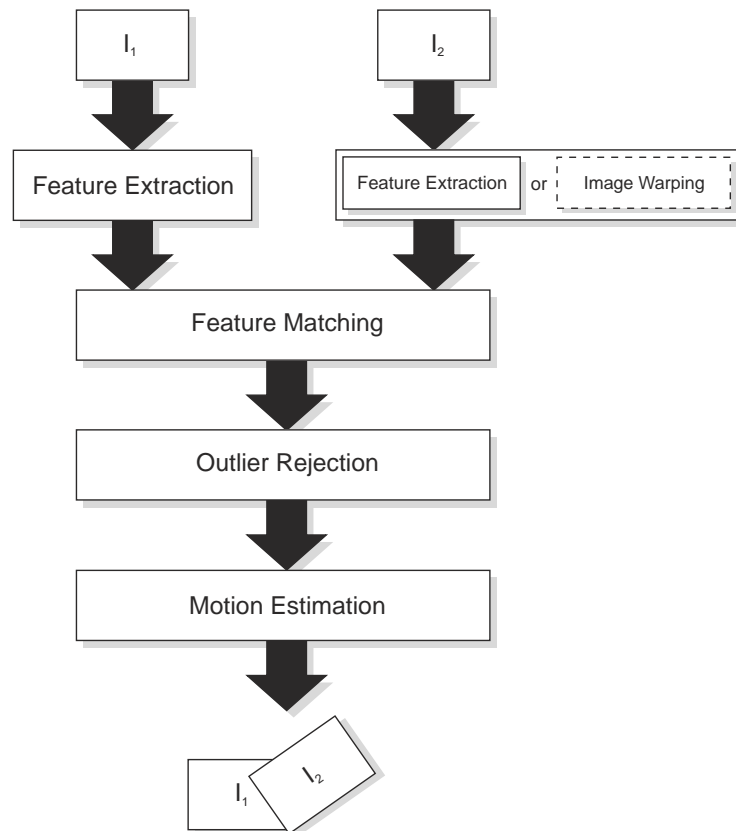 I₁
I₂
Feature Extraction
Feature Extraction or Image Warping
Feature Matching
Outlier Rejection
Motion Estimation
I₁
I₂